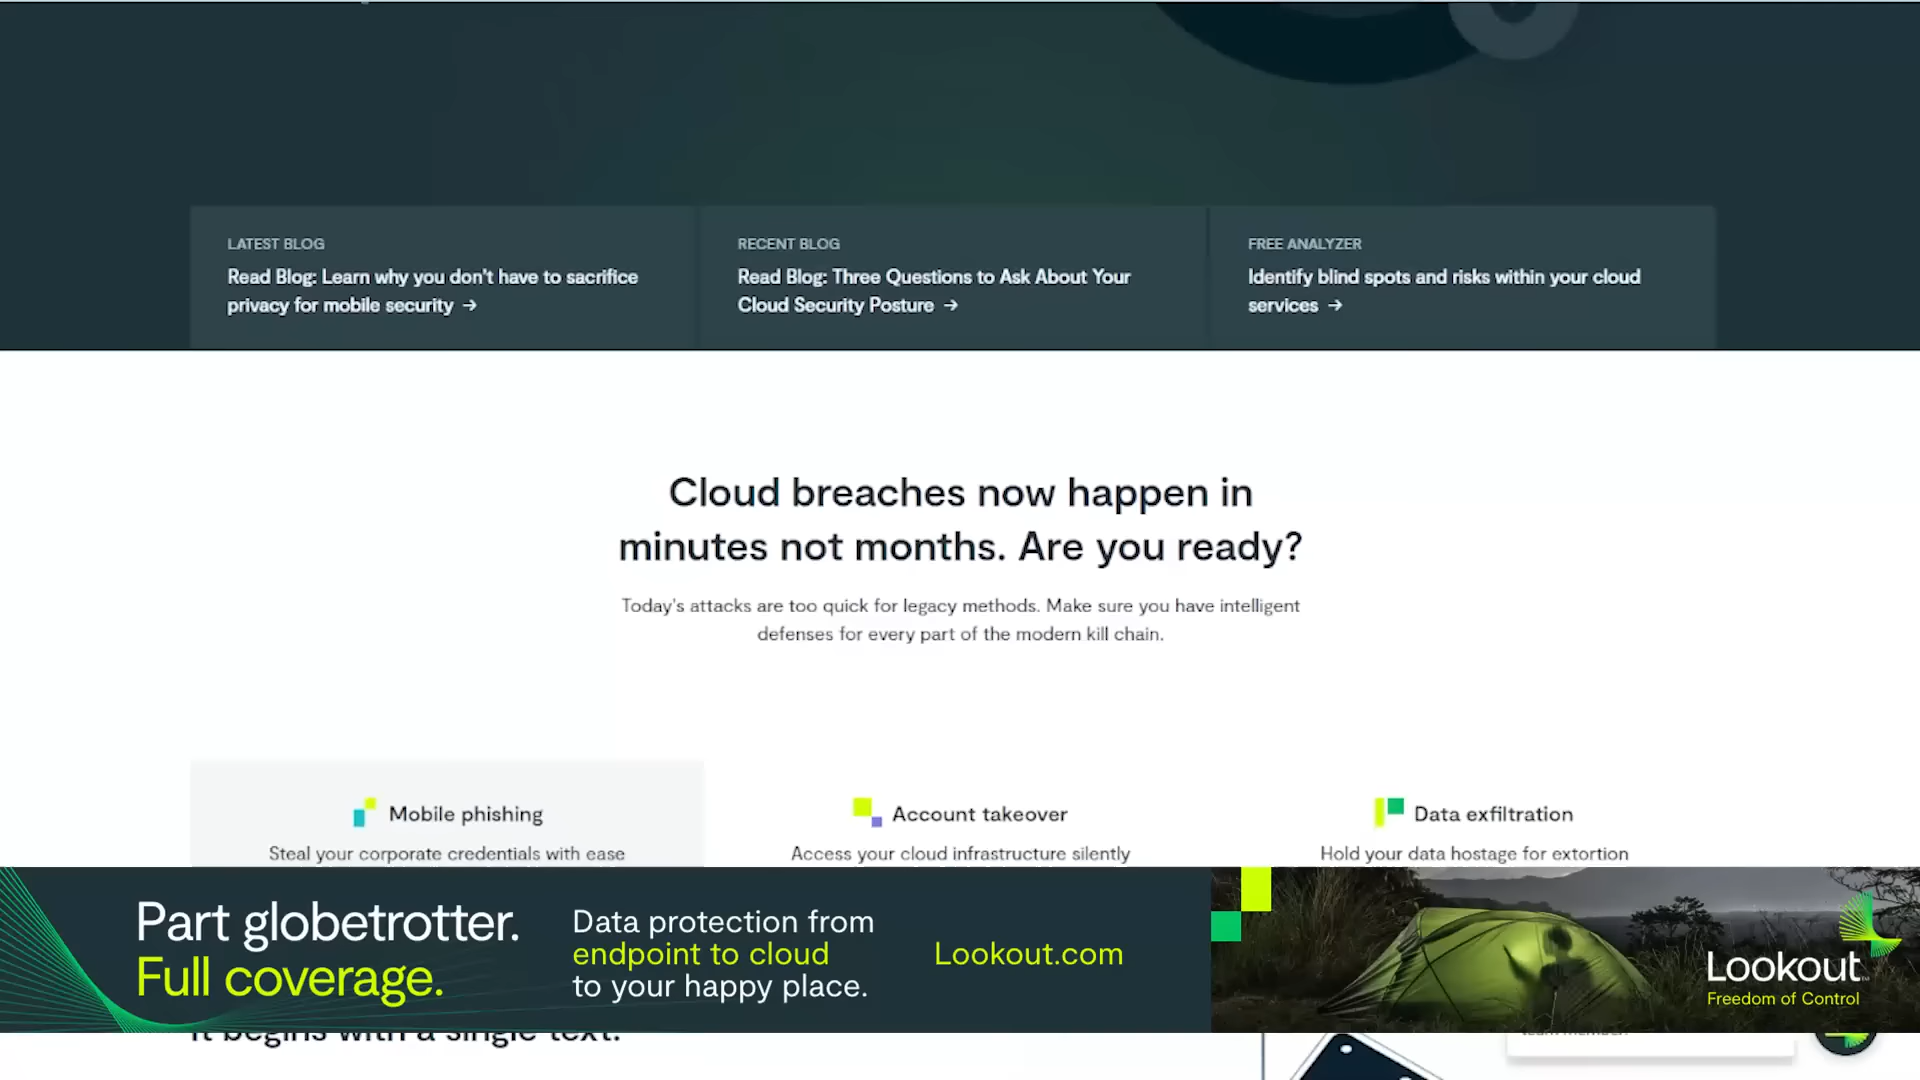 LATEST BLOG
Read Blog: Learn why you don't have to sacrifice
privacy for mobile security →
RECENT BLOG
Read Blog: Three Questions to Ask About Your
Cloud Security Posture →
FREE ANALYZER
Identify blind spots and risks within your cloud
services →
Cloud breaches now happen in
minutes not months. Are you ready?
Today's attacks are too quick for legacy methods. Make sure you have intelligent
defenses for every part of the modern kill chain.
Mobile phishing
Steal your corporate credentials with ease
Account takeover
Access your cloud infrastructure silently
Data exfiltration
Hold your data hostage for extortion
Part globetrotter.
Full coverage.
Data protection from
endpoint to cloud
to your happy place.
Lookout.com
Lookout
Freedom of Control
It begins with a single text.